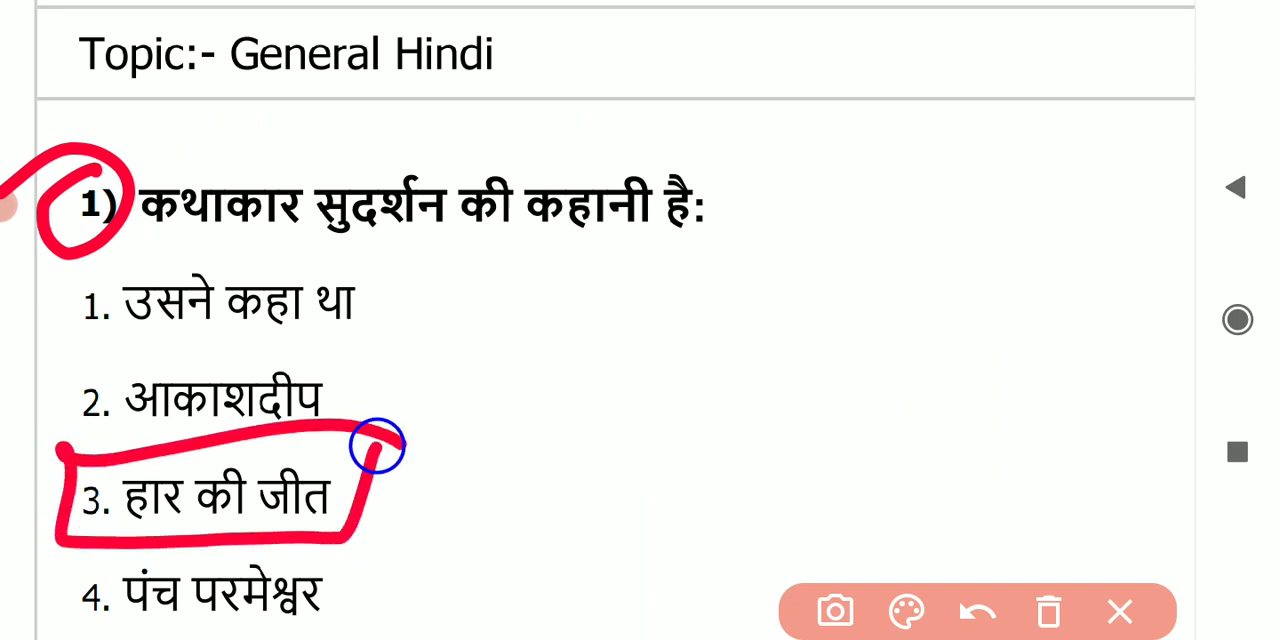 Topic:- General Hindi
1) कथाकार सुदर्शन की कहानी है:
1. उसने कहा था
2. आकाशदीप
3. हार की जीत
4. पंच परमेश्वर